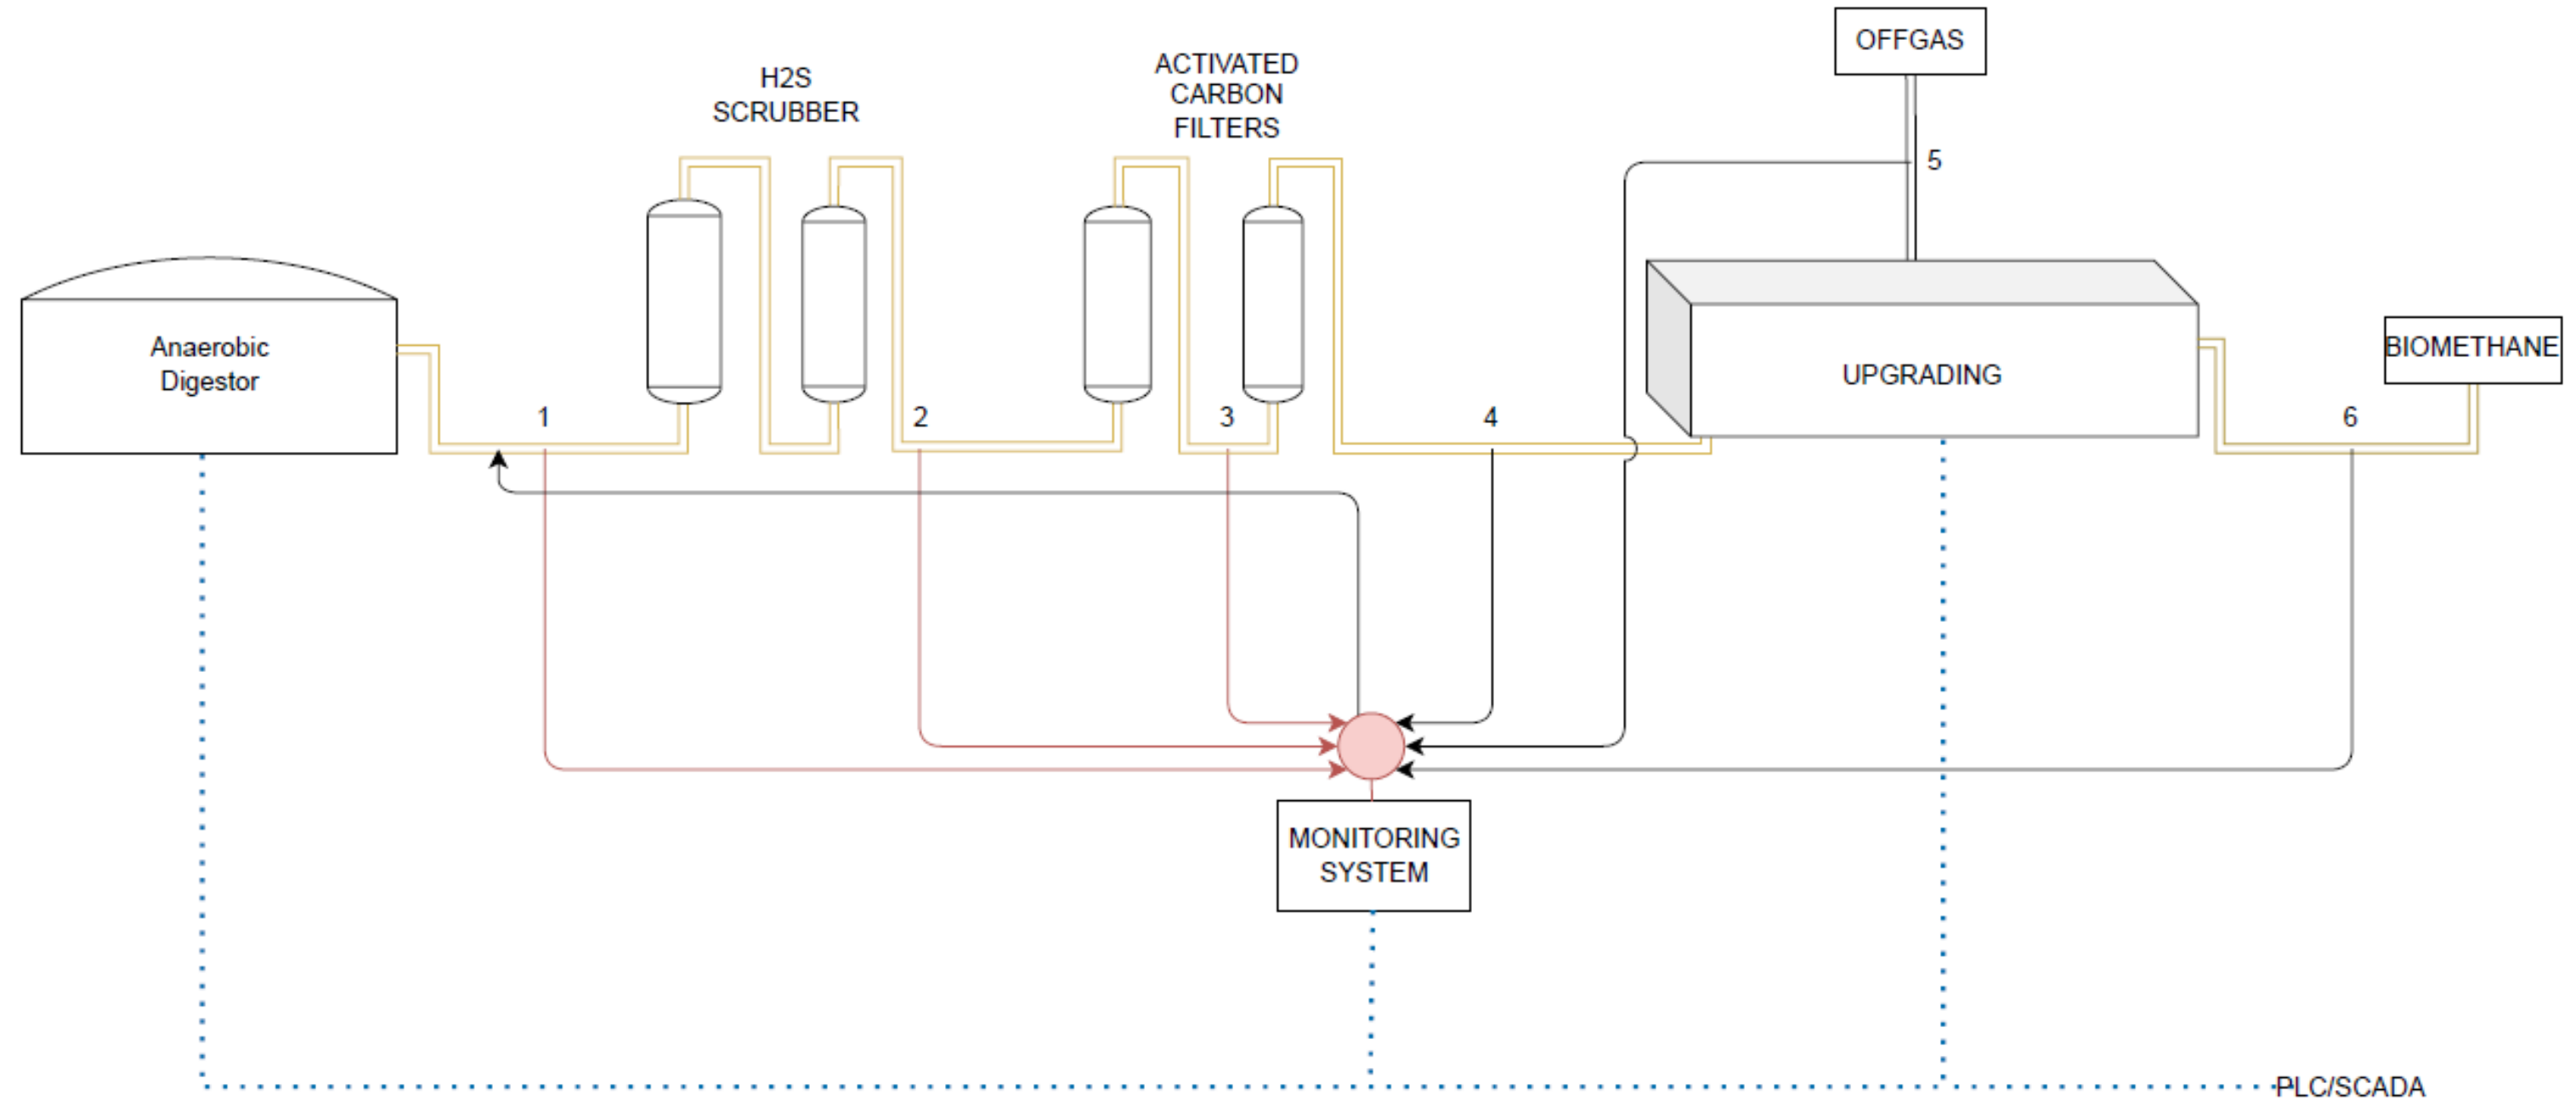 OFFGAS
H2S
SCRUBBER
ACTIVATED
CARBON
FILTERS
5
Anaerobic
Digestor
UPGRADING
BIOMETHANE
1
2
3
4
6
MONITORING
SYSTEM
PLC/SCADA